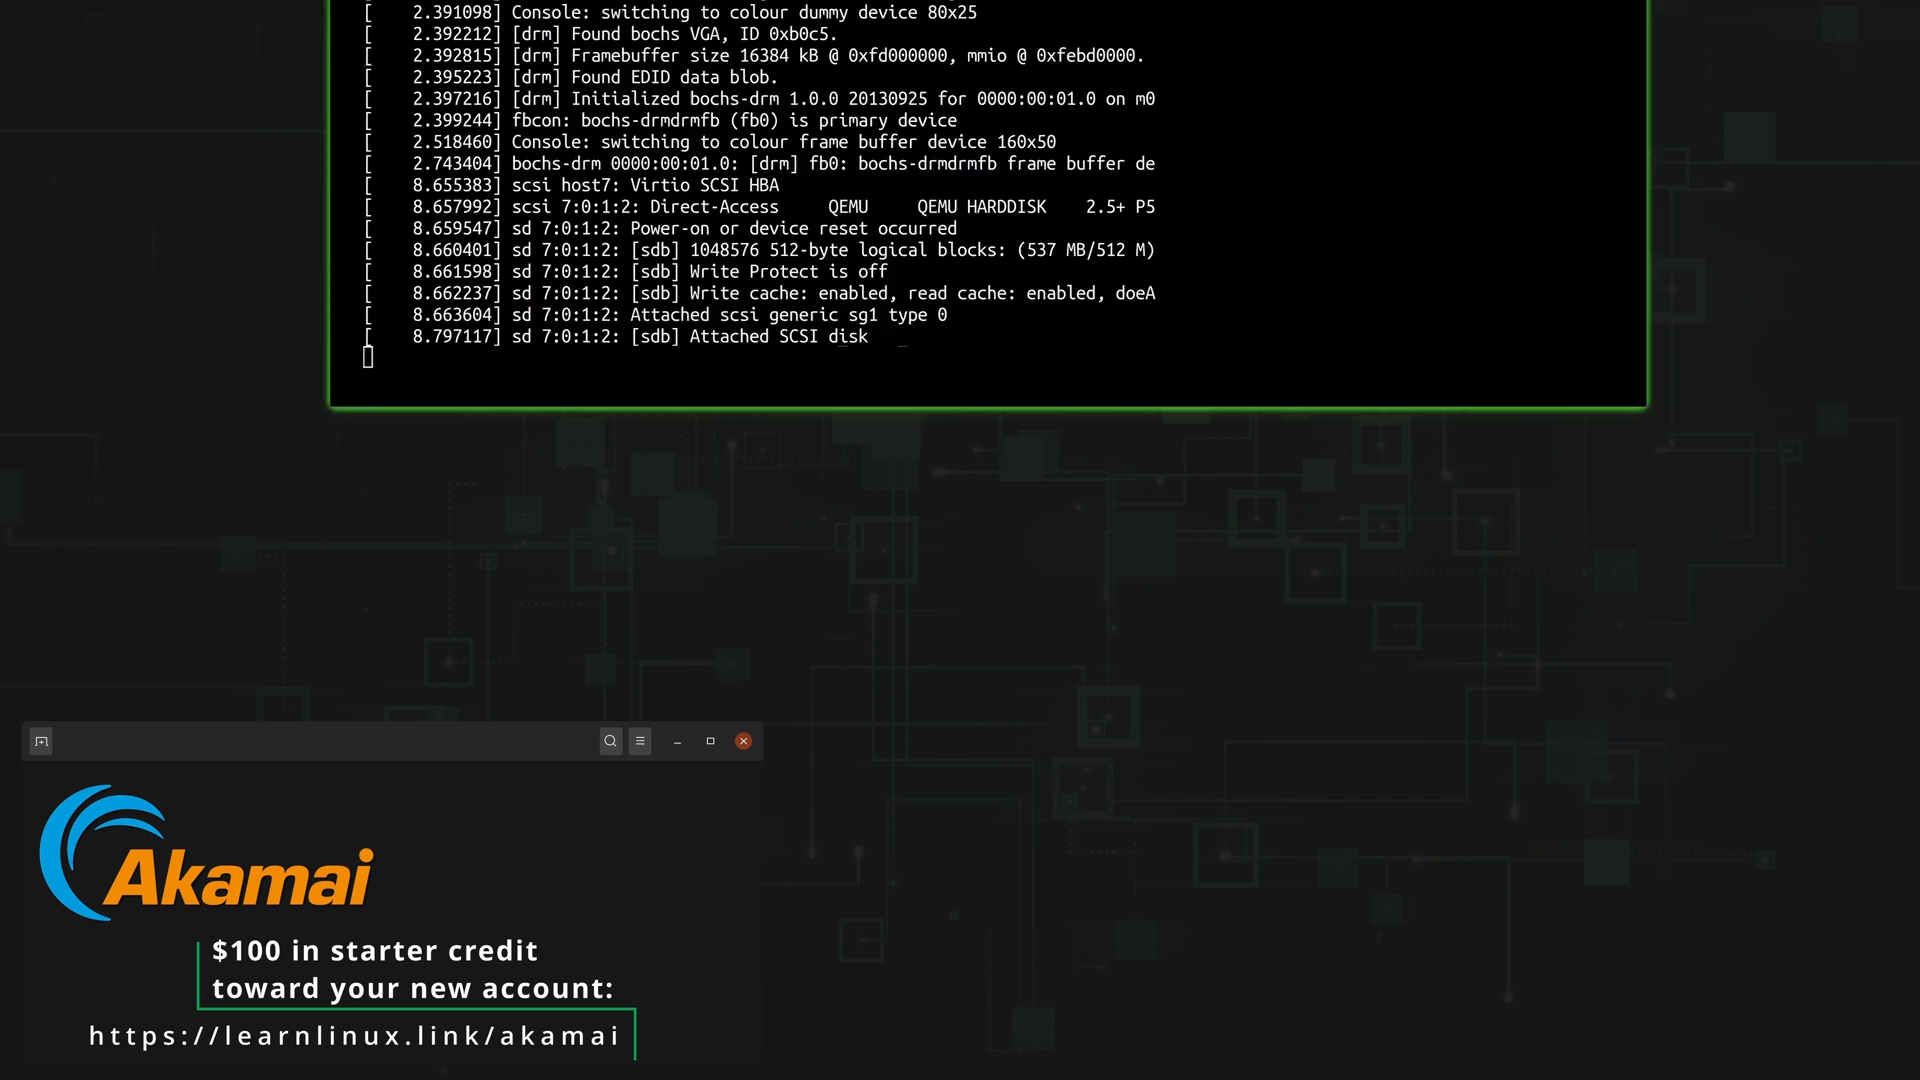 [    2.391098] Console: switching to colour dummy device 80x25
[    2.392212] [drm] Found bochs VGA, ID 0xb0c5.
[    2.392815] [drm] Framebuffer size 16384 kB @ 0xfd000000, mmio @ 0xfebd0000.
[    2.395223] [drm] Found EDID data blob.
[    2.397216] [drm] Initialized bochs-drm 1.0.0 20130925 for 0000:00:01.0 on m0
[    2.399244] fbcon: bochs-drmdrmfb (fb0) is primary device
[    2.518460] Console: switching to colour frame buffer device 160x50
[    2.743404] bochs-drm 0000:00:01.0: [drm] fb0: bochs-drmdrmfb frame buffer de
[    8.655383] scsi host7: Virtio SCSI HBA
[    8.657992] scsi 7:0:1:2: Direct-Access     QEMU     QEMU HARDDISK    2.5+ P5
[    8.659547] sd 7:0:1:2: Power-on or device reset occurred
[    8.660401] sd 7:0:1:2: [sdb] 1048576 512-byte logical blocks: (537 MB/512 M)
[    8.661598] sd 7:0:1:2: [sdb] Write Protect is off
[    8.662237] sd 7:0:1:2: [sdb] Write cache: enabled, read cache: enabled, doeA
[    8.663604] sd 7:0:1:2: Attached scsi generic sg1 type 0
[    8.797117] sd 7:0:1:2: [sdb] Attached SCSI disk
Akamai
$100 in starter credit
toward your new account:
https://learnlinux.link/akamai